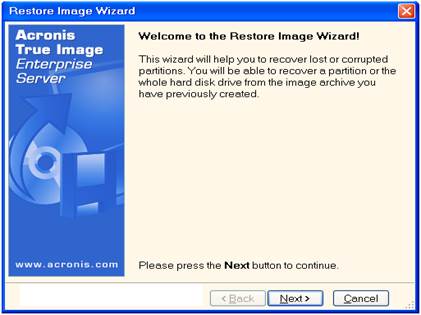 Restore Image Wizard
Acronis
True Image
Enterprise
Server
www.acronis.com
Welcome to the Restore Image Wizard!
This wizard will help you to recover lost or corrupted
partitions. You will be able to recover a partition or the
whole hard disk drive from the image archive you
have previously created.
Please press the Next button to continue.
< Back Next > Cancel